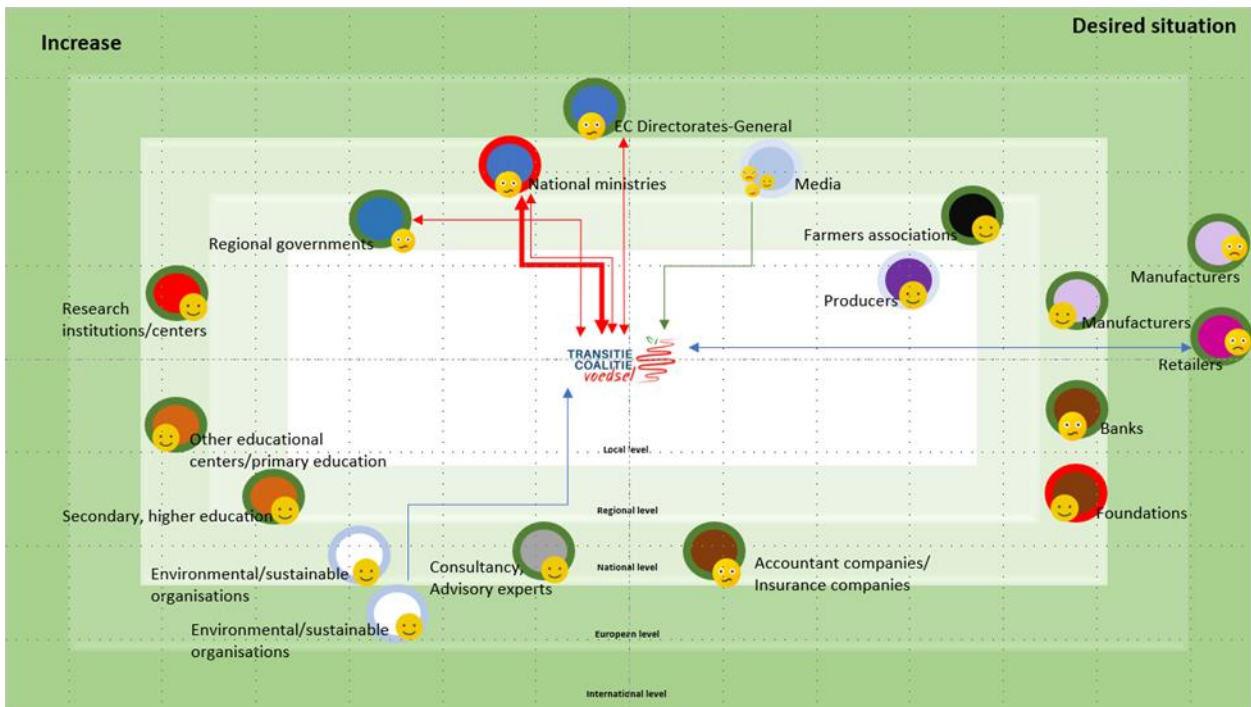 Increase
Desired situation
EC Directorates-General
National ministries
Media
Regional governments
Farmers associations
Manufacturers
Research
institutions/centers
Producers
Manufacturers
TRANSITIE
COALITIE
voedsel
Retailers
Banks
Other educational
centers/primary education
Local level
Secondary, higher education
Regional level
Foundations
Environmental/sustainable
organisations
Consultancy,
Advisory experts
National level
Accountant companies/
Insurance companies
Environmental/sustainable
organisations
European level
International level